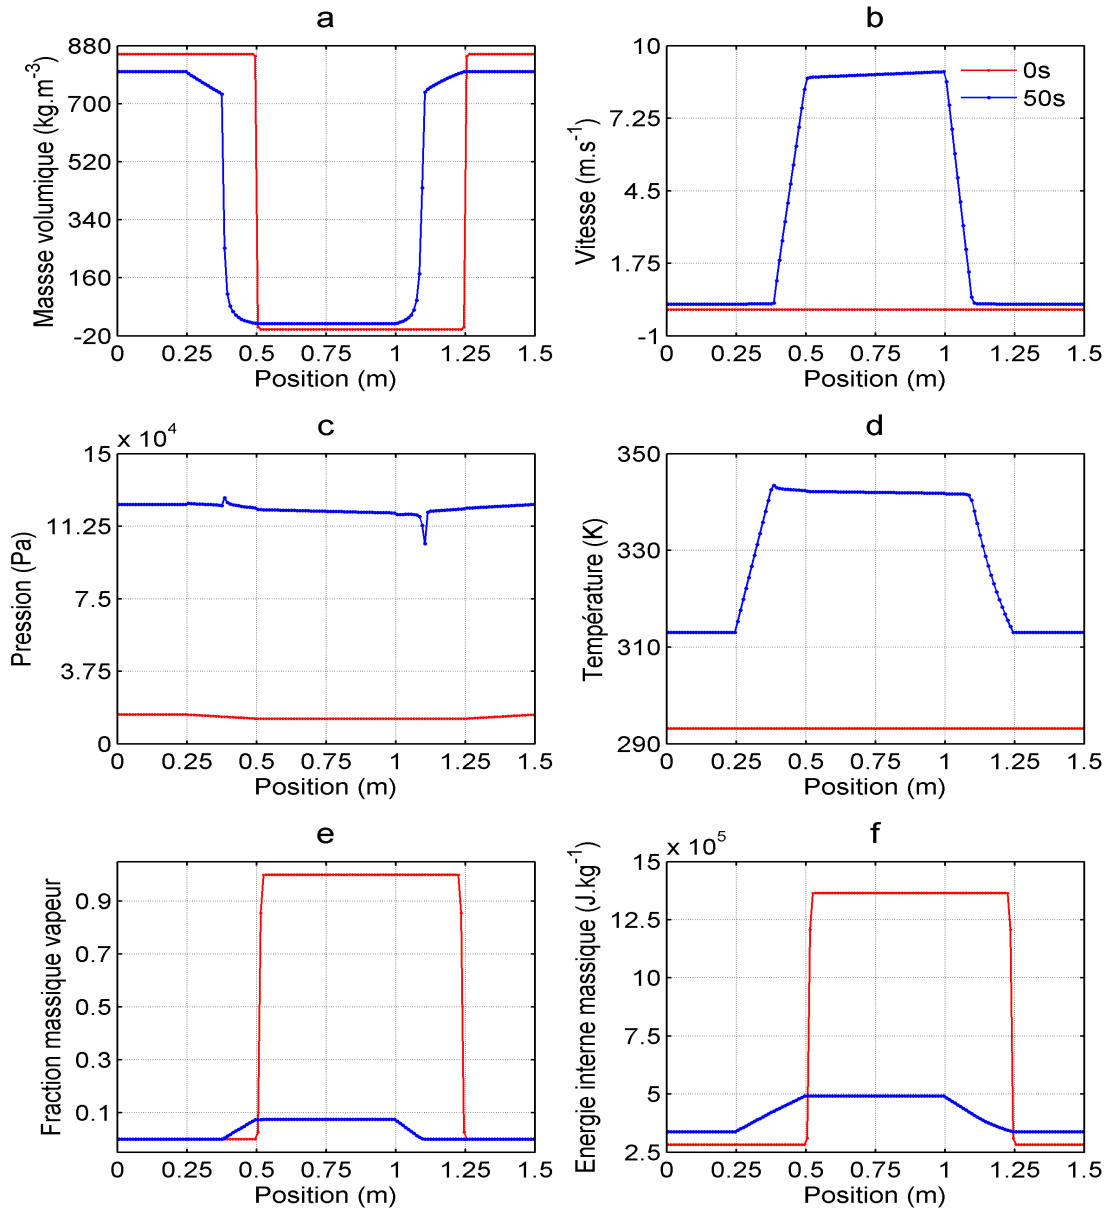 a
880
700
520
340
160
-20
0 0.25 0.5 0.75 1 1.25 1.5
Position (m)
Massse volumique (kg.m-3)
b
10
7.25
4.5
1.75
-1
0s
50s
0 0.25 0.5 0.75 1 1.25 1.5
Position (m)
Vitesse (m.s-1)
c
x 10^4
15
11.25
7.5
3.75
0
0 0.25 0.5 0.75 1 1.25 1.5
Position (m)
Pression (Pa)
d
350
330
310
290
0 0.25 0.5 0.75 1 1.25 1.5
Position (m)
Température (K)
e
0.9
0.7
0.5
0.3
0.1
0 0.25 0.5 0.75 1 1.25 1.5
Position (m)
Fraction massique vapeur
f
x 10^5
15
12.5
10
7.5
5
2.5
0 0.25 0.5 0.75 1 1.25 1.5
Position (m)
Energie interne massique (J.kg-1)